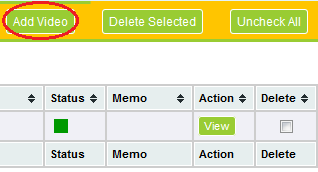 Add Video Delete Selected Uncheck All
Status Memo Action Delete
View
Status Memo Action Delete